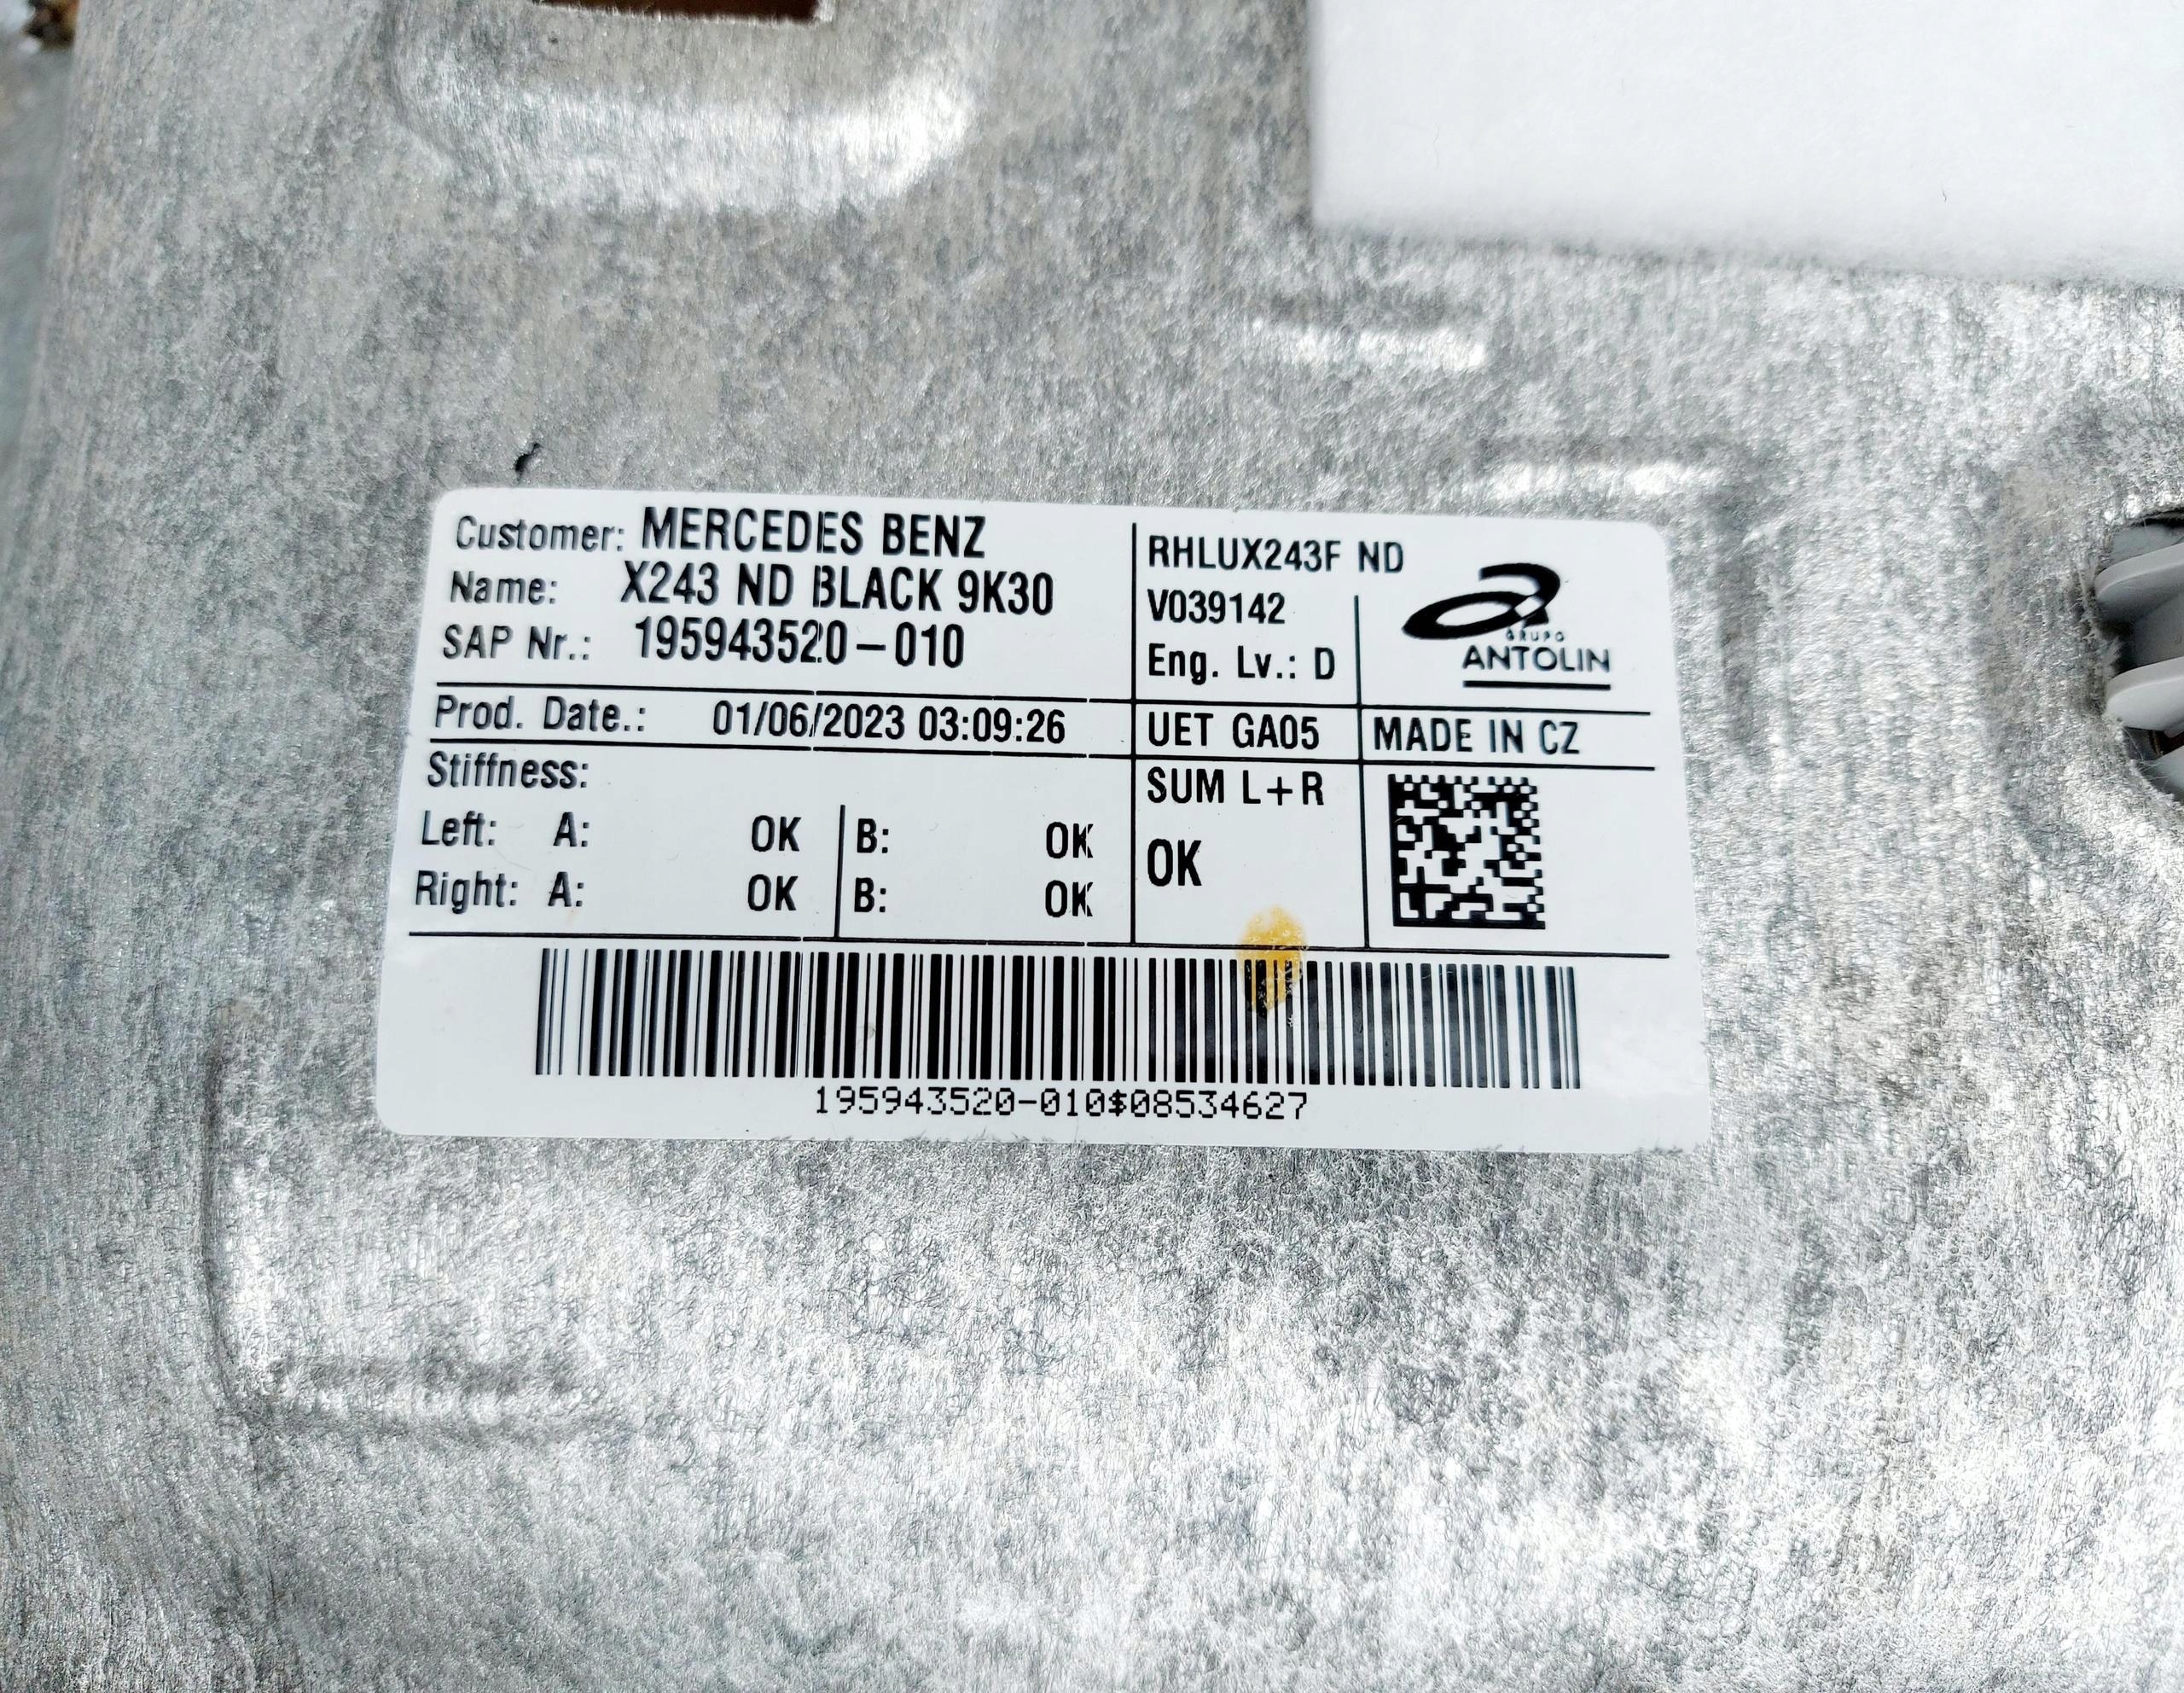 Customer: MERCEDES BENZ
Name: X243 ND BLACK 9K30
SAP Nr.: 195943520-010
RHLUX243F ND
V039142
Eng. Lv.: D
GRUPO
ANTOLIN
Prod. Date.: 01/06/2023 03:09:26
UET GA05
MADE IN CZ
Stiffness:
Left: A: OK B: OK
Right: A: OK B: OK
SUM L+R
OK
195943520-010$08534627